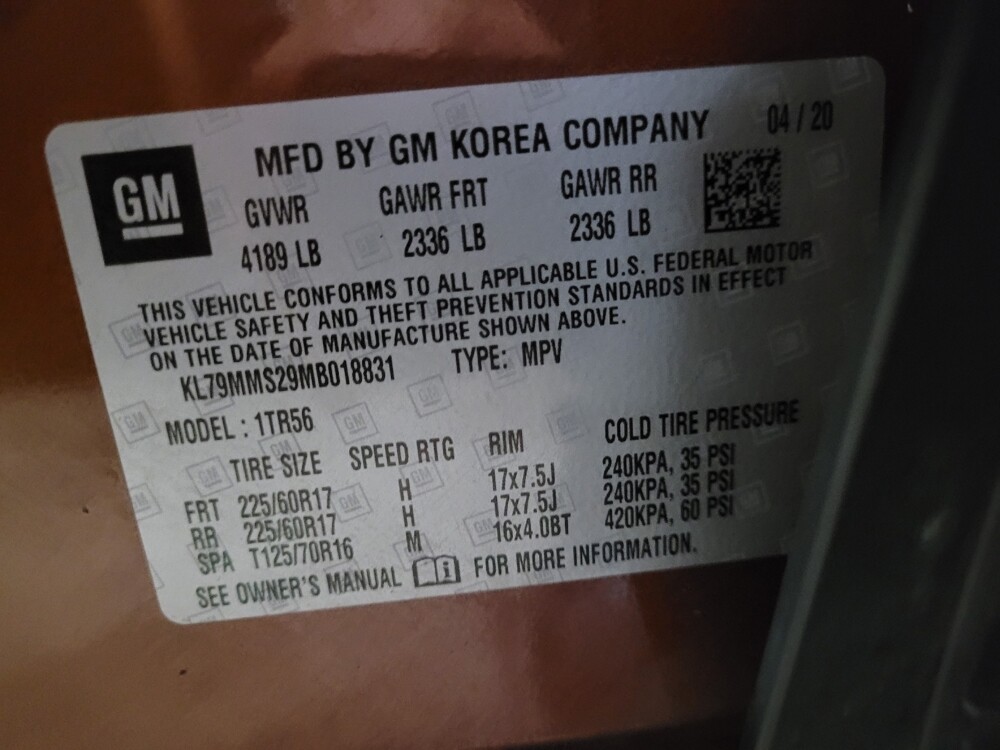 GM
MFD BY GM KOREA COMPANY 04 / 20
GVWR GAWR FRT GAWR RR
4189 LB 2336 LB 2336 LB
THIS VEHICLE CONFORMS TO ALL APPLICABLE U.S. FEDERAL MOTOR
VEHICLE SAFETY AND THEFT PREVENTION STANDARDS IN EFFECT
ON THE DATE OF MANUFACTURE SHOWN ABOVE.
KL79MMS29MB018831 TYPE: MPV
MODEL : 1TR56
TIRE SIZE SPEED RTG RIM COLD TIRE PRESSURE
FRT 225/60R17 H 17x7.5J 240KPA, 35 PSI
RR 225/60R17 H 17x7.5J 240KPA, 35 PSI
SPA T125/70R16 M 16x4.0BT 420KPA, 60 PSI
SEE OWNER'S MANUAL FOR MORE INFORMATION.